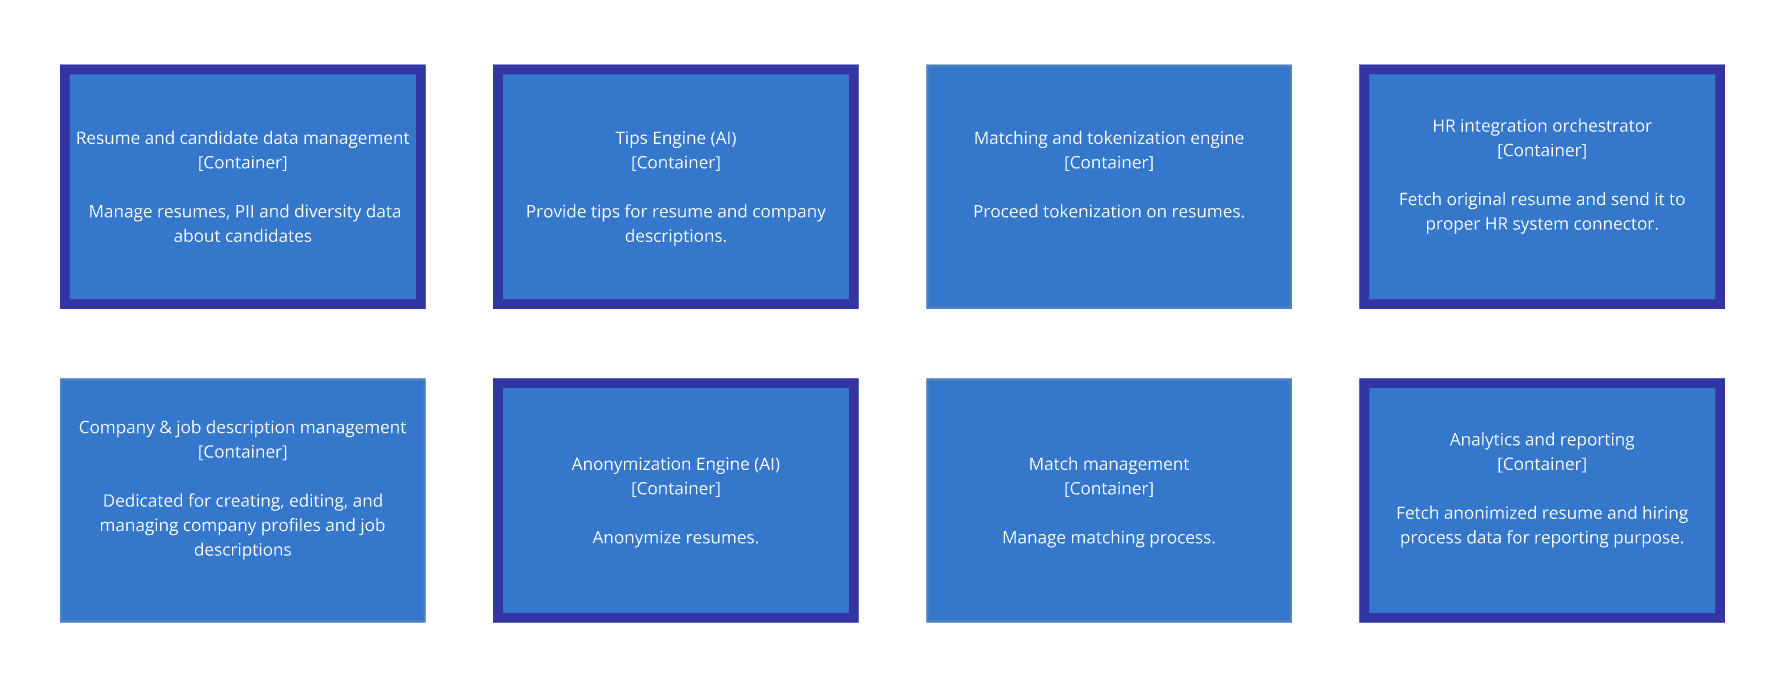 Resume and candidate data management
[Container]
Manage resumes, PII and diversity data
about candidates
Tips Engine (AI)
[Container]
Provide tips for resume and company
descriptions.
Matching and tokenization engine
[Container]
Proceed tokenization on resumes.
HR integration orchestrator
[Container]
Fetch original resume and send it to
proper HR system connector.
Company & job description management
[Container]
Dedicated for creating, editing, and
managing company profiles and job
descriptions
Anonymization Engine (AI)
[Container]
Anonymize resumes.
Match management
[Container]
Manage matching process.
Analytics and reporting
[Container]
Fetch anonimized resume and hiring
process data for reporting purpose.